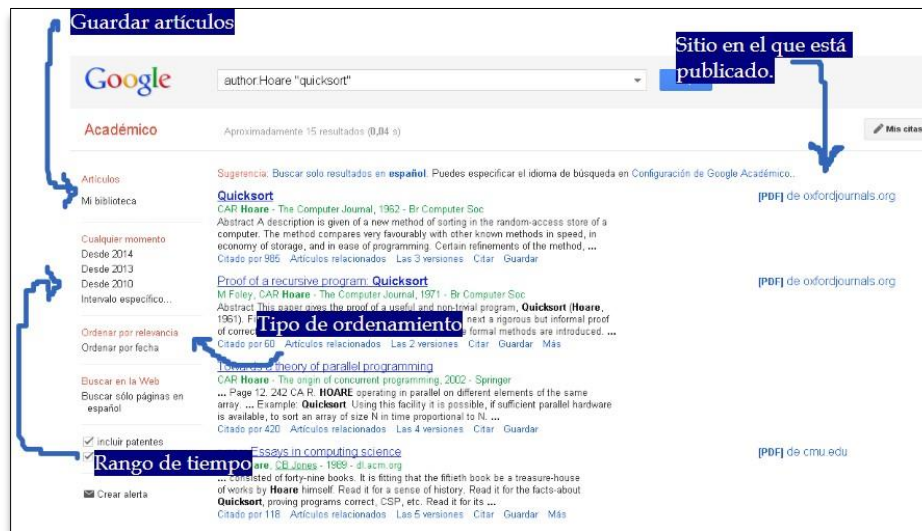 Guardar artículos
Sitio en el que está
publicado.
Google
author:Hoare "quicksort"
Académico
Aproximadamente 15 resultados (0,04 s)
Mis citas
Artículos
Mi biblioteca
Cualquier momento
Desde 2014
Desde 2013
Desde 2010
Intervalo específico...
Ordenar por relevancia
Ordenar por fecha
Buscar en la Web
Buscar sólo páginas en
español
incluir patentes
Rango de tiempo
Crear alerta
Sugerencia: Buscar solo resultados en español. Puedes especificar el idioma de búsqueda en Configuración de Google Académico..
Quicksort
[PDF] de oxfordjournals.org
CAR Hoare - The Computer Journal, 1962 - Br Computer Soc
Abstract A description is given of a new method of sorting in the random-access store of a
computer. The method compares very favourably with other known methods in speed, in
economy of storage, and in ease of programming. Certain refinements of the method, ...
Citado por 985 Artículos relacionados Las 3 versiones Citar Guardar
Proof of a recursive program: Quicksort
[PDF] de oxfordjournals.org
M Foley, CAR Hoare - The Computer Journal, 1971 - Br Computer Soc
Abstract This paper gives the proof of a useful and non-trivial program, Quicksort (Hoare,
1961). next a rigorous but informal proof
of correct formal methods are introduced. ...
Tipo de ordenamiento
Citado por 60 Artículos relacionados Las 2 versiones Citar Guardar Más
Towards a theory of parallel programming
CAR Hoare - The origin of concurrent programming, 2002 - Springer
... Page 12. 242 CA R. HOARE operating in parallel on different elements of the same
array. ... Example: Quicksort. Using this facility it is possible, if sufficient parallel hardware
is available, to sort an array of size N in time proportional to N. ...
Citado por 420 Artículos relacionados Las 4 versiones Citar Guardar
Essays in computing science
[PDF] de cmu.edu
are, CB Jones - 1989 - dl.acm.org
... consisted of forty-nine books. It is fitting that the fiftieth book be a treasure-house
of works by Hoare himself. Read it for a sense of history, Read it for the facts-about
Quicksort, proving programs correct, CSP, etc. Read it for its ...
Citado por 118 Artículos relacionados Las 5 versiones Citar Guardar Más